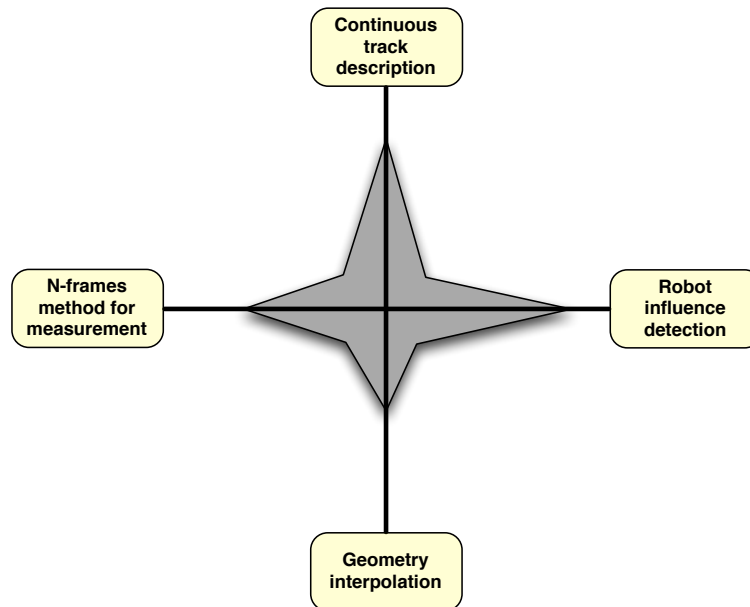 Continuous
track
description
N-frames
method for
measurement
Robot
influence
detection
Geometry
interpolation